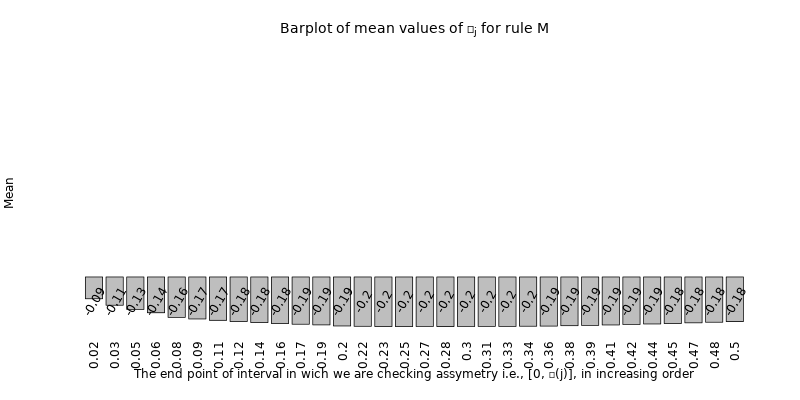 Barplot of mean values of □j for rule M
Mean
-0.09 -0.11 -0.13 -0.14 -0.16 -0.17 -0.17 -0.18 -0.18 -0.18 -0.19 -0.19 -0.19 -0.2 -0.2 -0.2 -0.2 -0.2 -0.2 -0.2 -0.2 -0.2 -0.19 -0.19 -0.19 -0.19 -0.19 -0.19 -0.18 -0.18 -0.18 -0.18
0.02 0.03 0.05 0.06 0.08 0.09 0.11 0.12 0.14 0.16 0.17 0.19 0.2 0.22 0.23 0.25 0.27 0.28 0.3 0.31 0.33 0.34 0.36 0.38 0.39 0.41 0.42 0.44 0.45 0.47 0.48 0.5
The end point of interval in wich we are checking assymetry i.e., [0, □(j)], in increasing order